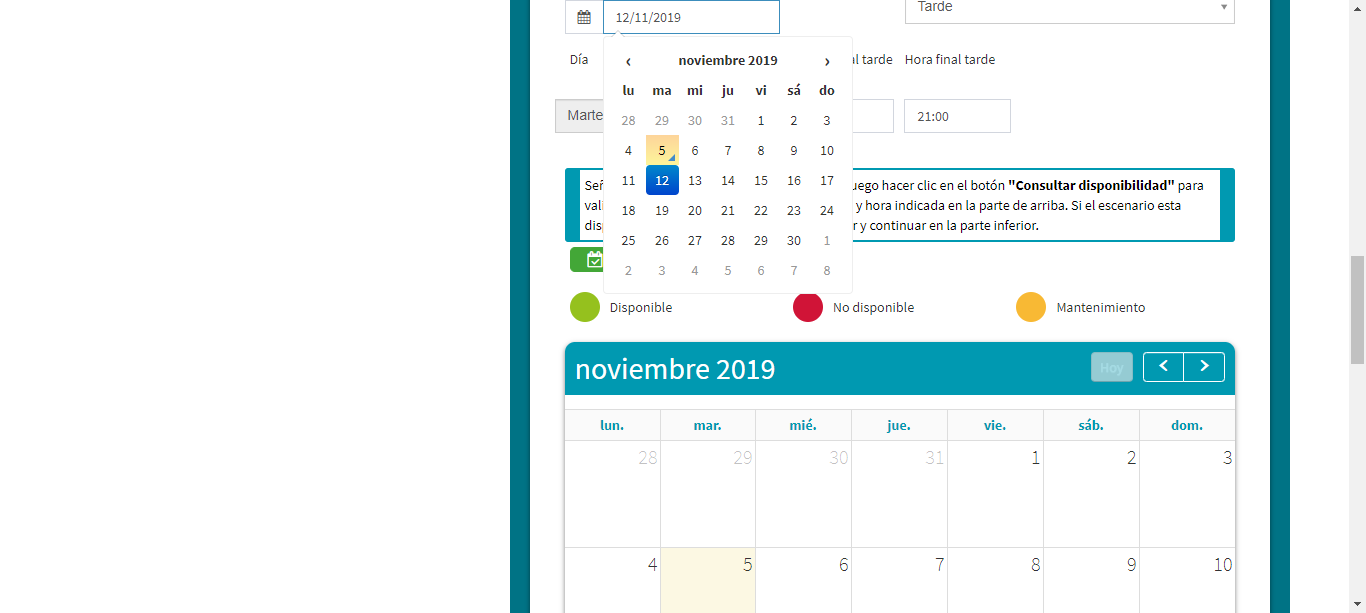 12/11/2019
Tarde
Día
al tarde
Hora final tarde
‹ noviembre 2019 ›
lu ma mi ju vi sá do
28 29 30 31 1 2 3
4 5 6 7 8 9 10
11 12 13 14 15 16 17
18 19 20 21 22 23 24
25 26 27 28 29 30 1
2 3 4 5 6 7 8
Marte
21:00
Señ uego hacer clic en el botón "Consultar disponibilidad" para
vali y hora indicada en la parte de arriba. Si el escenario esta
disp r y continuar en la parte inferior.
Disponible
No disponible
Mantenimiento
noviembre 2019
Hoy
lun. mar. mié. jue. vie. sáb. dom.
28 29 30 31 1 2 3
4 5 6 7 8 9 10